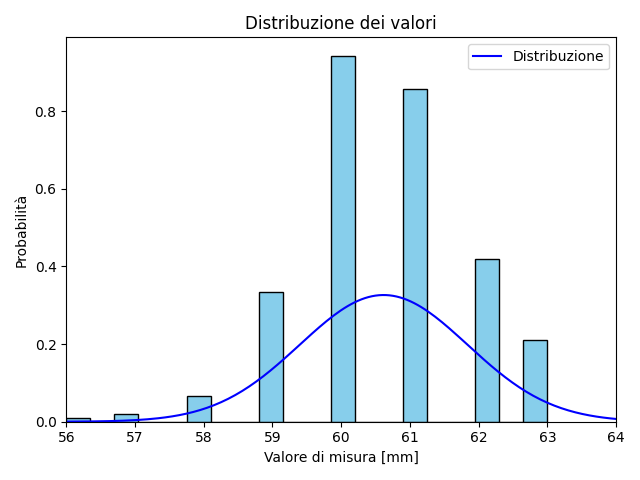 Distribuzione dei valori
Distribuzione
Probabilità
0.8
0.6
0.4
0.2
0.0
56 57 58 59 60 61 62 63 64
Valore di misura [mm]